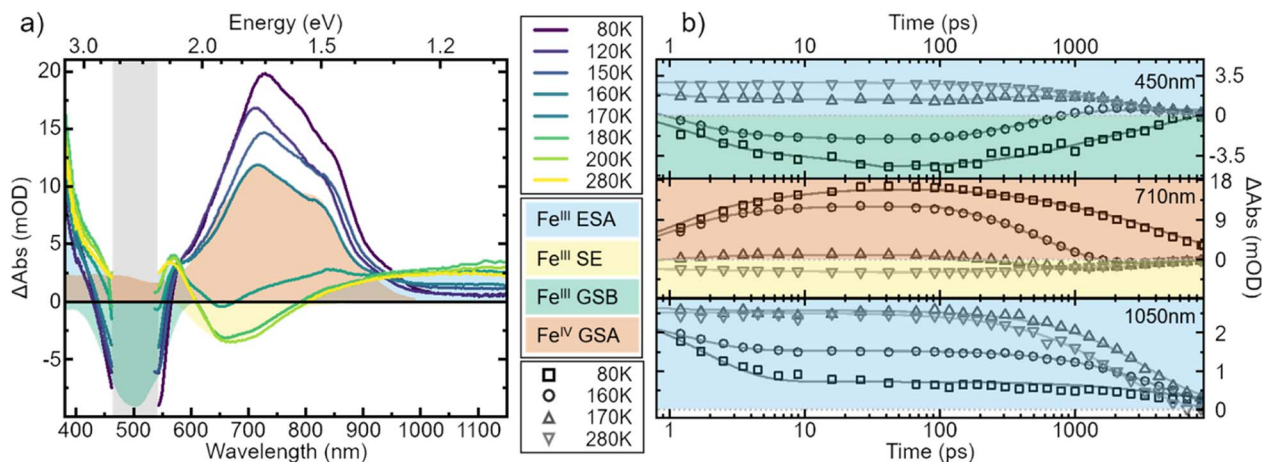 a)
Energy (eV)
3.0 2.0 1.5 1.2
20
15
10
5
0
-5
ΔAbs (mOD)
400 500 600 700 800 900 1000 1100
Wavelength (nm)
80K
120K
150K
160K
170K
180K
200K
280K
Fe^III ESA
Fe^III SE
Fe^III GSB
Fe^IV GSA
80K
160K
170K
280K
b)
Time (ps)
1 10 100 1000
450nm
3.5
0
-3.5
710nm
18
9
0
1050nm
2
1
0
ΔAbs (mOD)
1 10 100 1000
Time (ps)